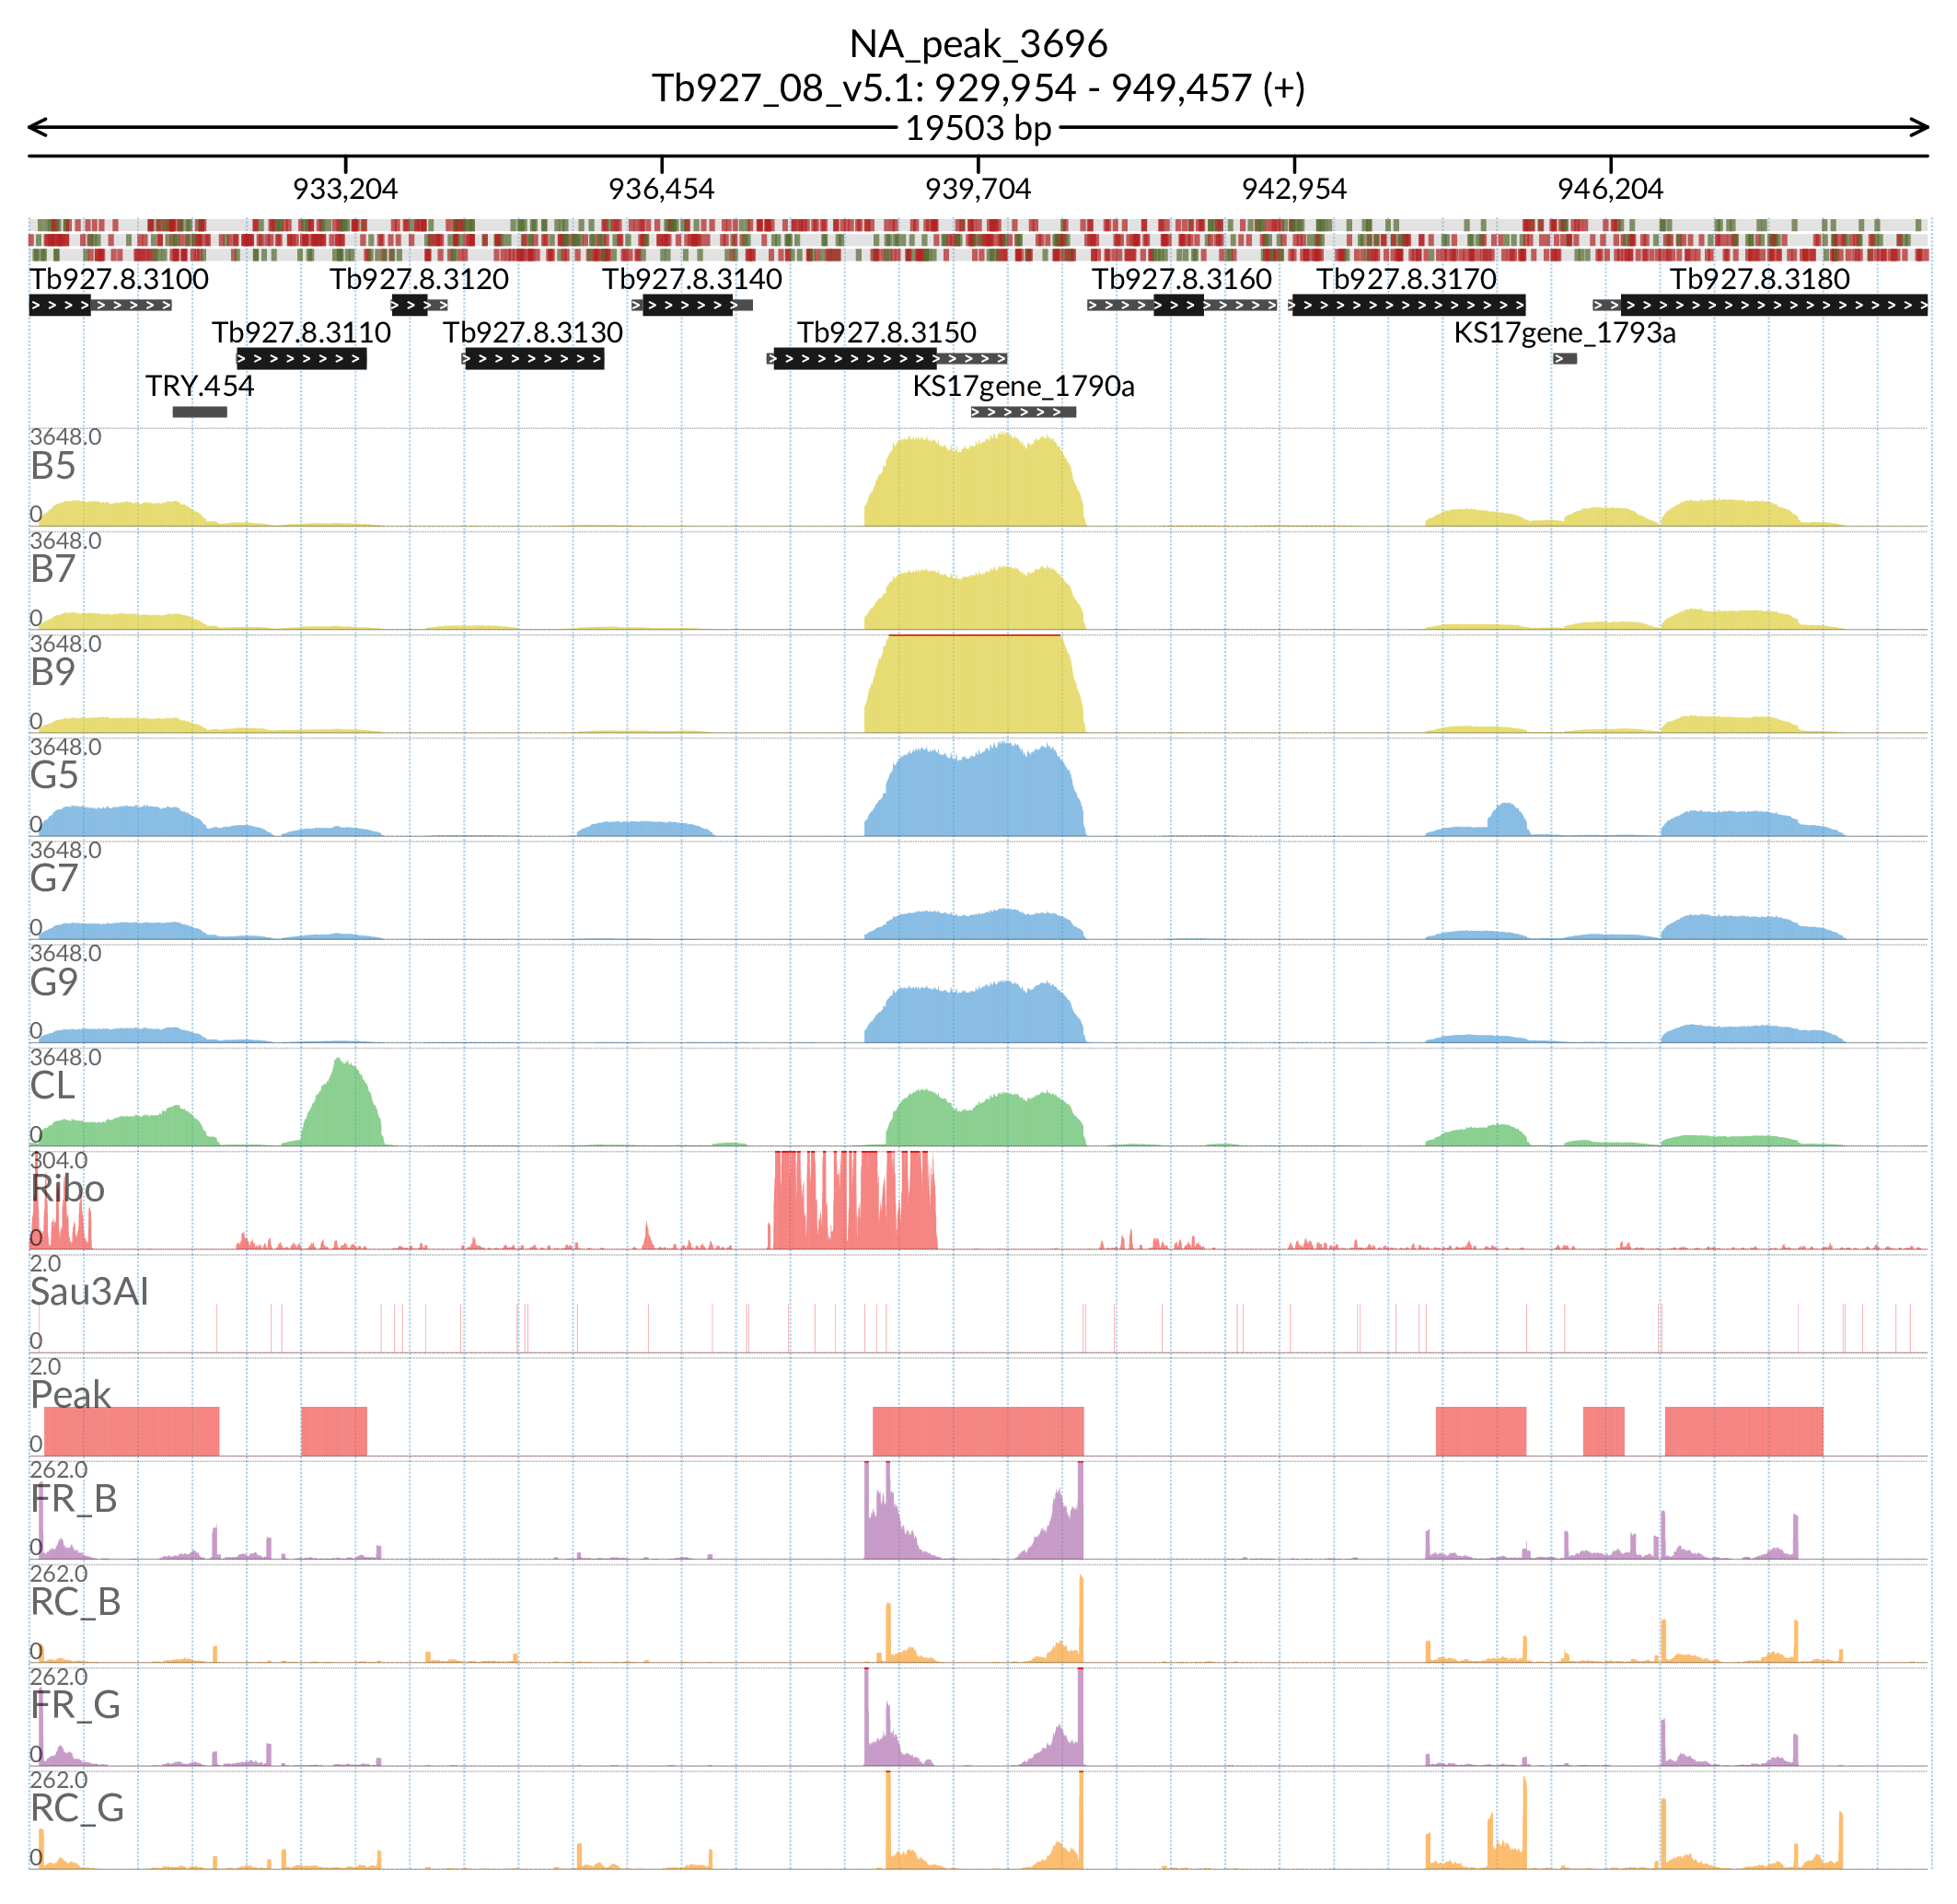 NA_peak_3696
Tb927_08_v5.1: 929,954 - 949,457 (+)
19503 bp
933,204 936,454 939,704 942,954 946,204
Tb927.8.3100 Tb927.8.3120 Tb927.8.3140 Tb927.8.3160 Tb927.8.3170 Tb927.8.3180
Tb927.8.3110 Tb927.8.3130 Tb927.8.3150 KS17gene_1793a
TRY.454 KS17gene_1790a
3648.0
B5
0
3648.0
B7
0
3648.0
B9
0
3648.0
G5
0
3648.0
G7
0
3648.0
G9
0
3648.0
CL
0
304.0
Ribo
0
2.0
Sau3AI
0
2.0
Peak
0
262.0
FR_B
0
262.0
RC_B
0
262.0
FR_G
0
262.0
RC_G
0